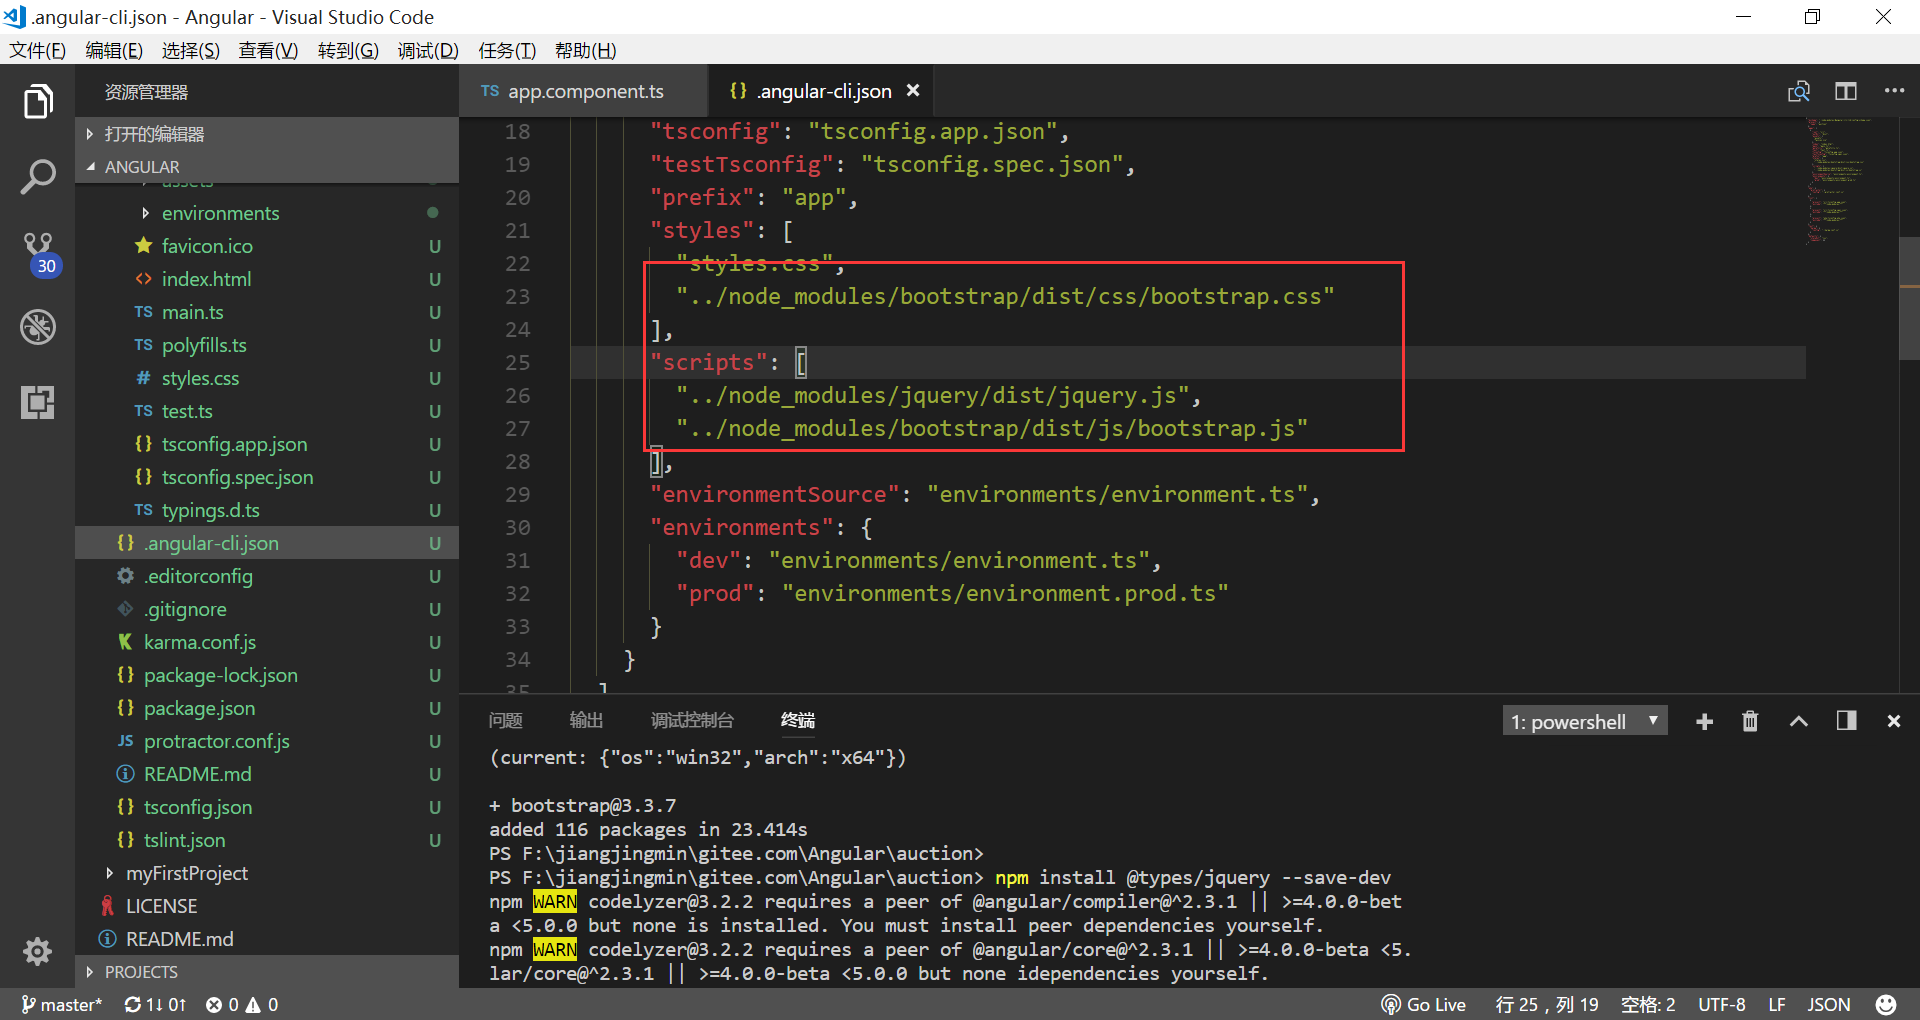 .angular-cli.json - Angular - Visual Studio Code
文件(F) 编辑(E) 选择(S) 查看(V) 转到(G) 调试(D) 任务(T) 帮助(H)
资源管理器
打开的编辑器
ANGULAR
assets
environments
favicon.ico U
index.html U
TS main.ts U
TS polyfills.ts U
# styles.css U
TS test.ts U
{} tsconfig.app.json U
{} tsconfig.spec.json U
TS typings.d.ts U
{} .angular-cli.json U
.editorconfig U
.gitignore U
K karma.conf.js U
{} package-lock.json U
{} package.json U
JS protractor.conf.js U
README.md U
{} tsconfig.json U
{} tslint.json U
myFirstProject
LICENSE
README.md
PROJECTS
30
TS app.component.ts
{} .angular-cli.json
18 "tsconfig": "tsconfig.app.json",
19 "testTsconfig": "tsconfig.spec.json",
20 "prefix": "app",
21 "styles": [
22 "styles.css",
23 "../node_modules/bootstrap/dist/css/bootstrap.css"
24 ],
25 "scripts": [
26 "../node_modules/jquery/dist/jquery.js",
27 "../node_modules/bootstrap/dist/js/bootstrap.js"
28 ],
29 "environmentSource": "environments/environment.ts",
30 "environments": {
31 "dev": "environments/environment.ts",
32 "prod": "environments/environment.prod.ts"
33 }
34 }
35 ]
问题 输出 调试控制台 终端 1: powershell
(current: {"os":"win32","arch":"x64"})
+ bootstrap@3.3.7
added 116 packages in 23.414s
PS F:\jiangjingmin\gitee.com\Angular\auction>
PS F:\jiangjingmin\gitee.com\Angular\auction> npm install @types/jquery --save-dev
npm WARN codelyzer@3.2.2 requires a peer of @angular/compiler@^2.3.1 || >=4.0.0-bet
a <5.0.0 but none is installed. You must install peer dependencies yourself.
npm WARN codelyzer@3.2.2 requires a peer of @angular/core@^2.3.1 || >=4.0.0-beta <5.
lar/core@^2.3.1 || >=4.0.0-beta <5.0.0 but none idependencies yourself.
master* 1↓ 0↑ 0 0 Go Live 行 25，列 19 空格: 2 UTF-8 LF JSON